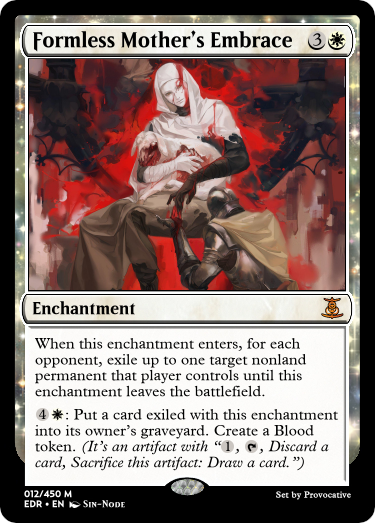 Formless Mother's Embrace 3
Enchantment
When this enchantment enters, for each
opponent, exile up to one target nonland
permanent that player controls until this
enchantment leaves the battlefield.
4 : Put a card exiled with this enchantment
into its owner's graveyard. Create a Blood
token. (It's an artifact with “1, , Discard a
card, Sacrifice this artifact: Draw a card.”)
012/450 M
EDR • EN Sin-Node
Set by Provocative